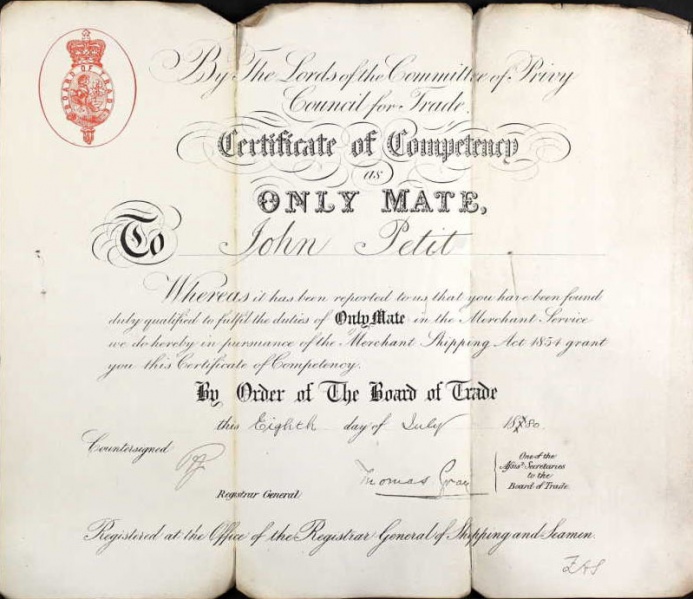 BOARD OF TRADE
By The Lords of the Committee of Privy
Council for Trade.
Certificate of Competency
as
ONLY MATE,
To John Petit
Whereas it has been reported to us that you have been found
duly qualified to fulfil the duties of Only Mate in the Merchant Service
we do hereby in pursuance of the Merchant Shipping Act 1854 grant
you this Certificate of Competency.
By Order of The Board of Trade
this Eighth day of July 1880.
Countersigned
Registrar General
Thomas Gray
One of the
Assist. Secretaries
to the
Board of Trade.
Registered at the Office of the Registrar General of Shipping and Seamen.